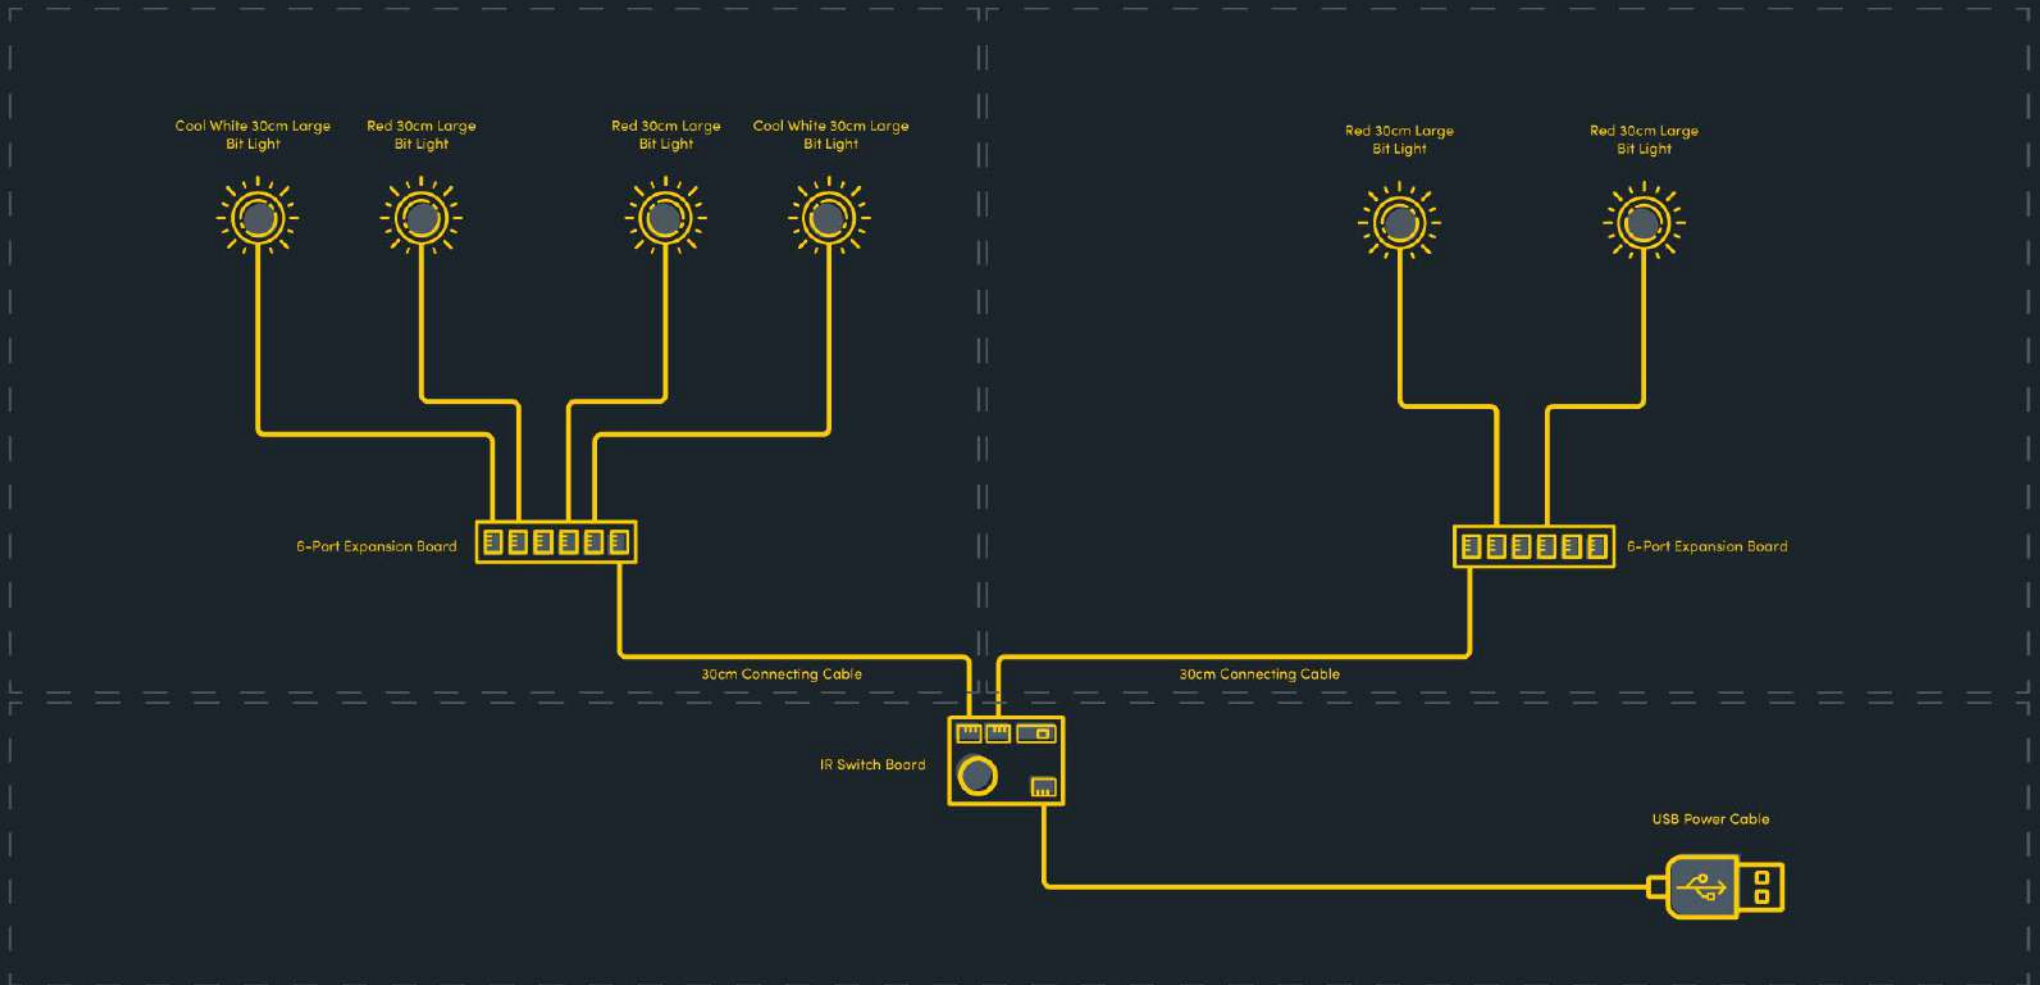 Cool White 30cm Large
Bit Light
Red 30cm Large
Bit Light
Red 30cm Large
Bit Light
Cool White 30cm Large
Bit Light
Red 30cm Large
Bit Light
Red 30cm Large
Bit Light
6-Port Expansion Board
6-Port Expansion Board
30cm Connecting Cable
30cm Connecting Cable
IR Switch Board
USB Power Cable